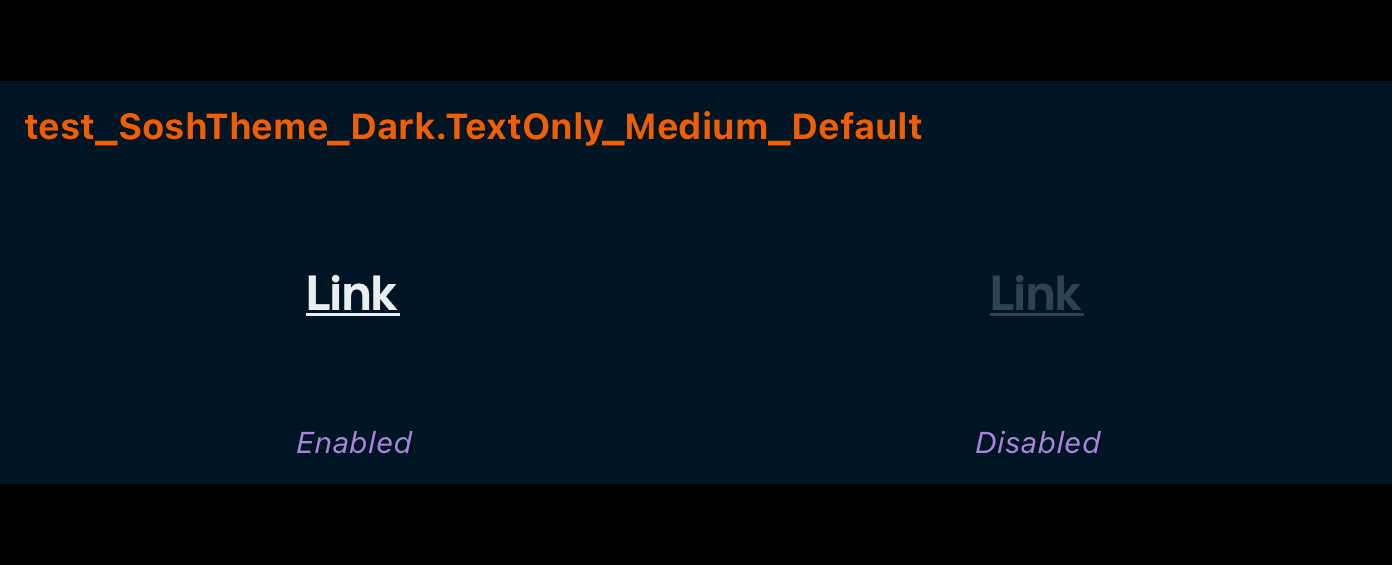 test_SoshTheme_Dark.TextOnly_Medium_Default
Link
Link
Enabled
Disabled